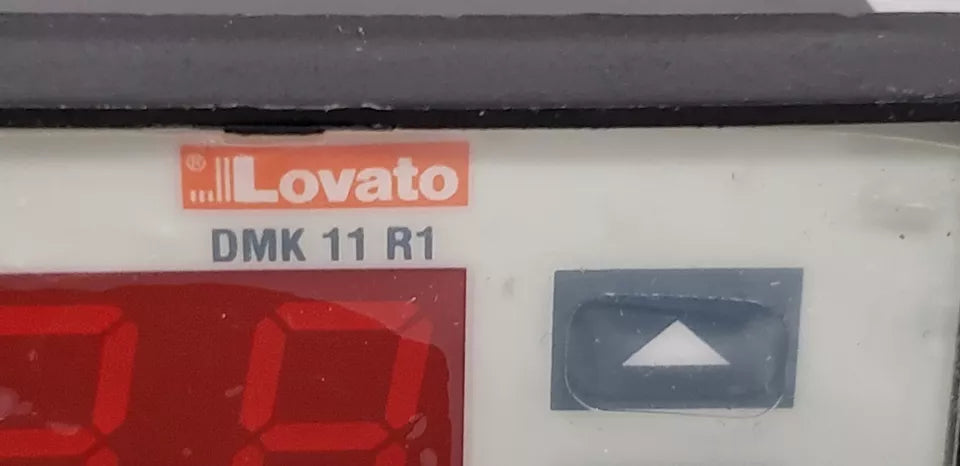 ® Lovato
DMK 11 R1